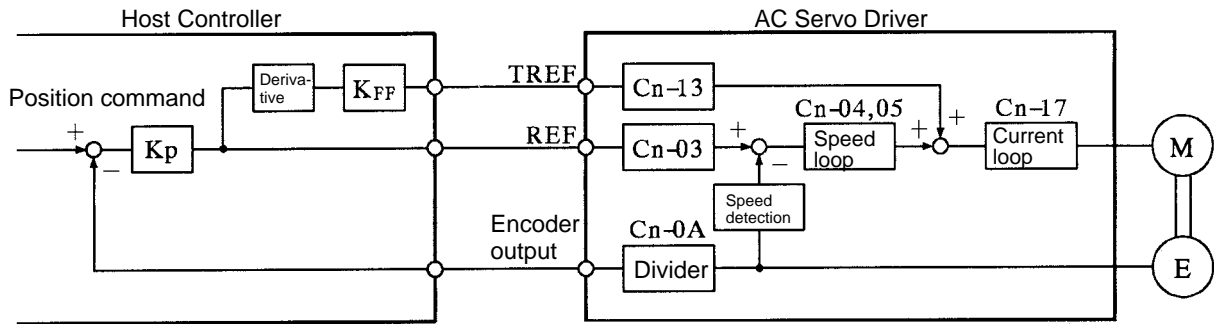 Host Controller
AC Servo Driver
Position command
+
−
Kp
Deriva-
tive
KFF
TREF
REF
Encoder
output
Cn-13
Cn-03
+
−
Speed
detection
Cn-0A
Divider
Cn-04,05
Speed
loop
+
+
Cn-17
Current
loop
M
E